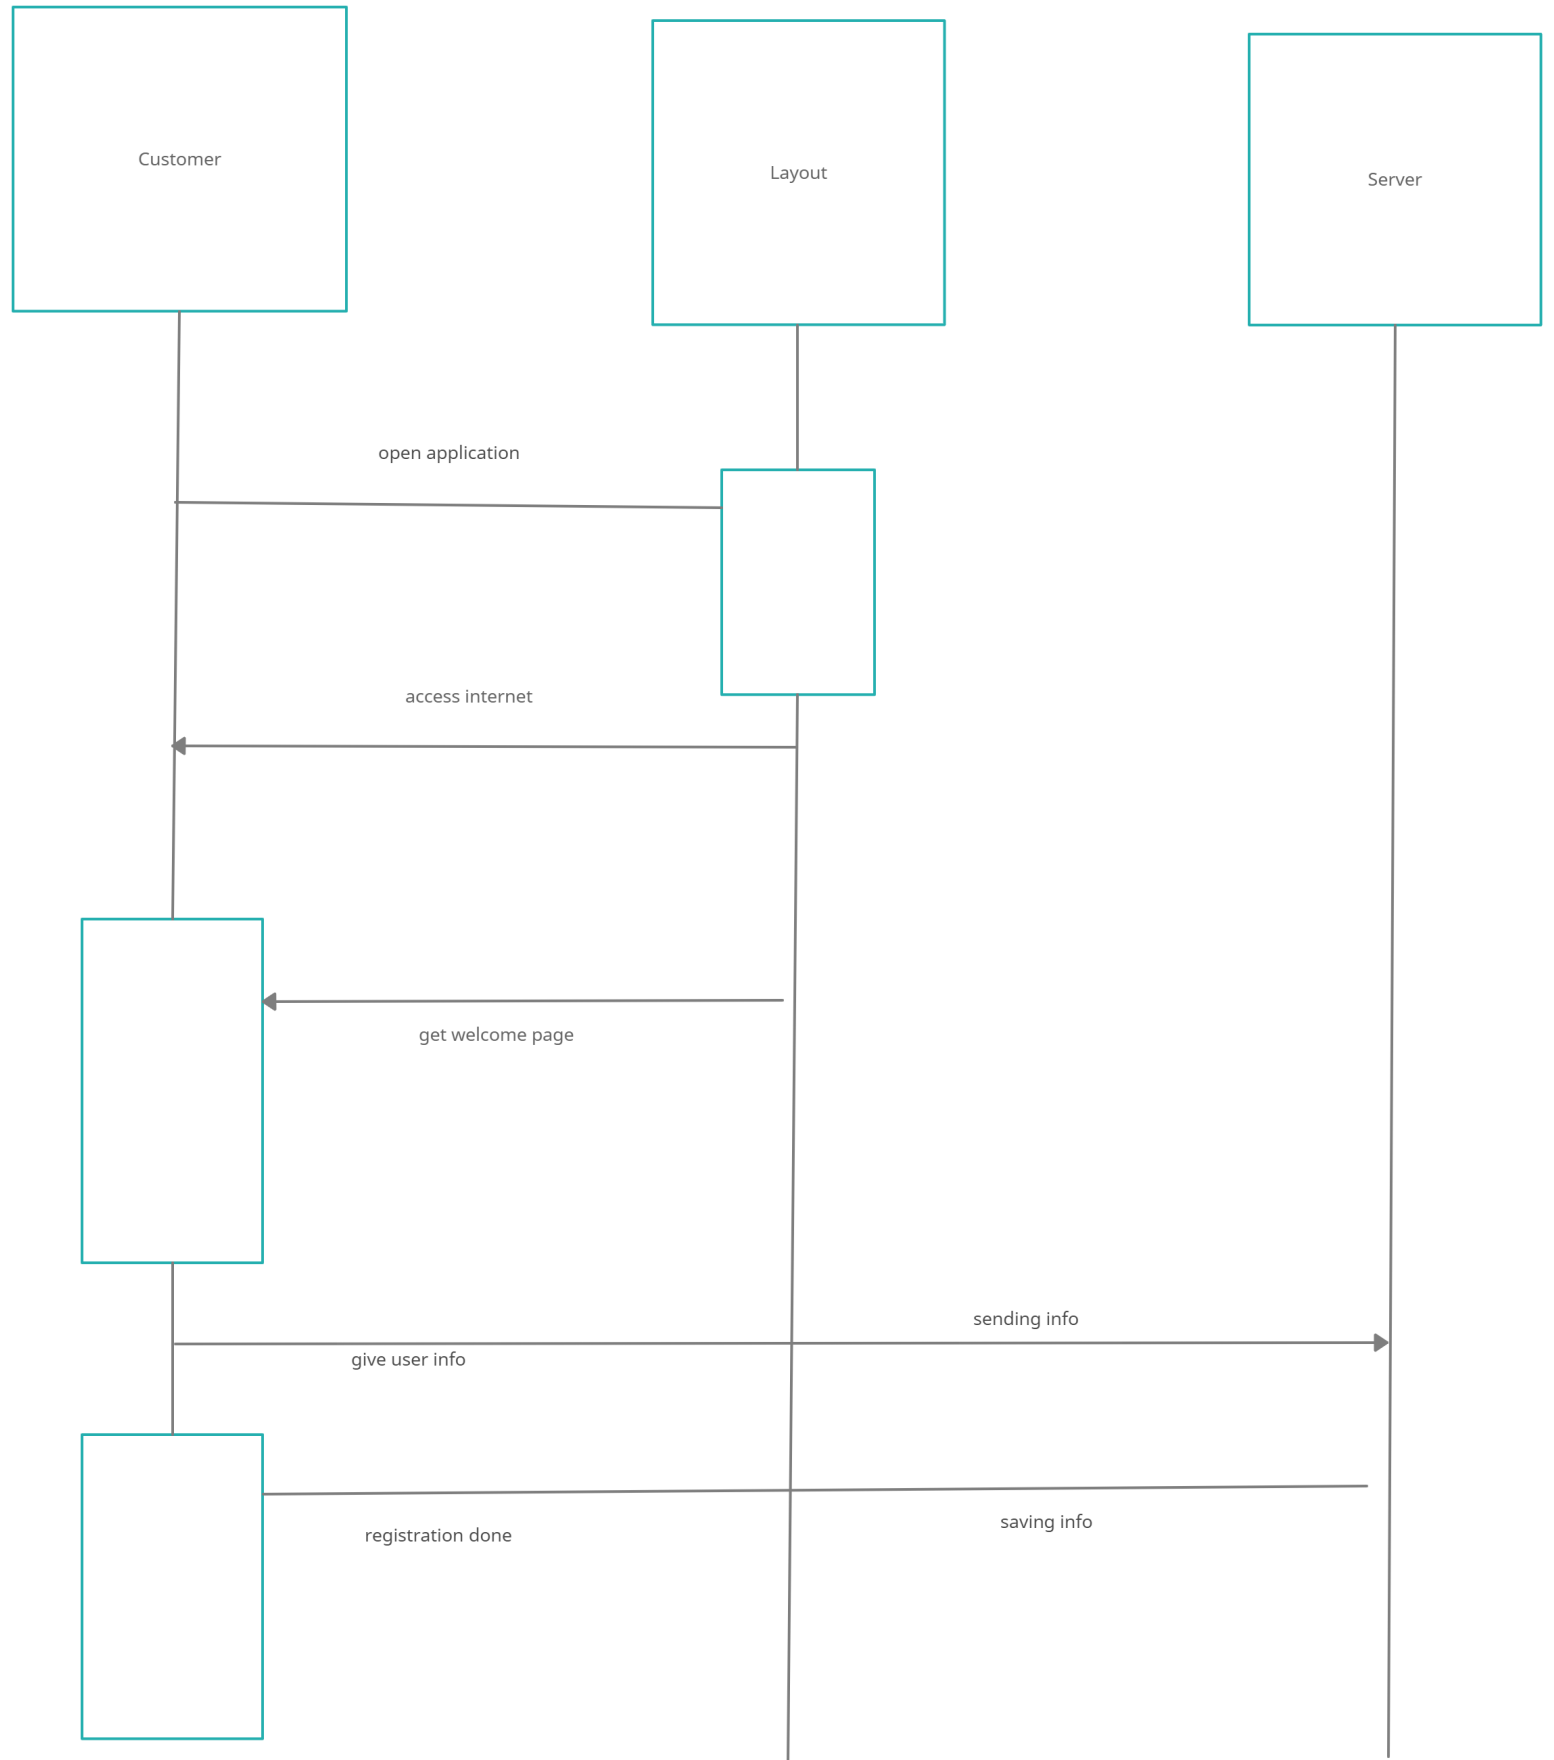 Customer
Layout
Server
open application
access internet
get welcome page
sending info
give user info
saving info
registration done